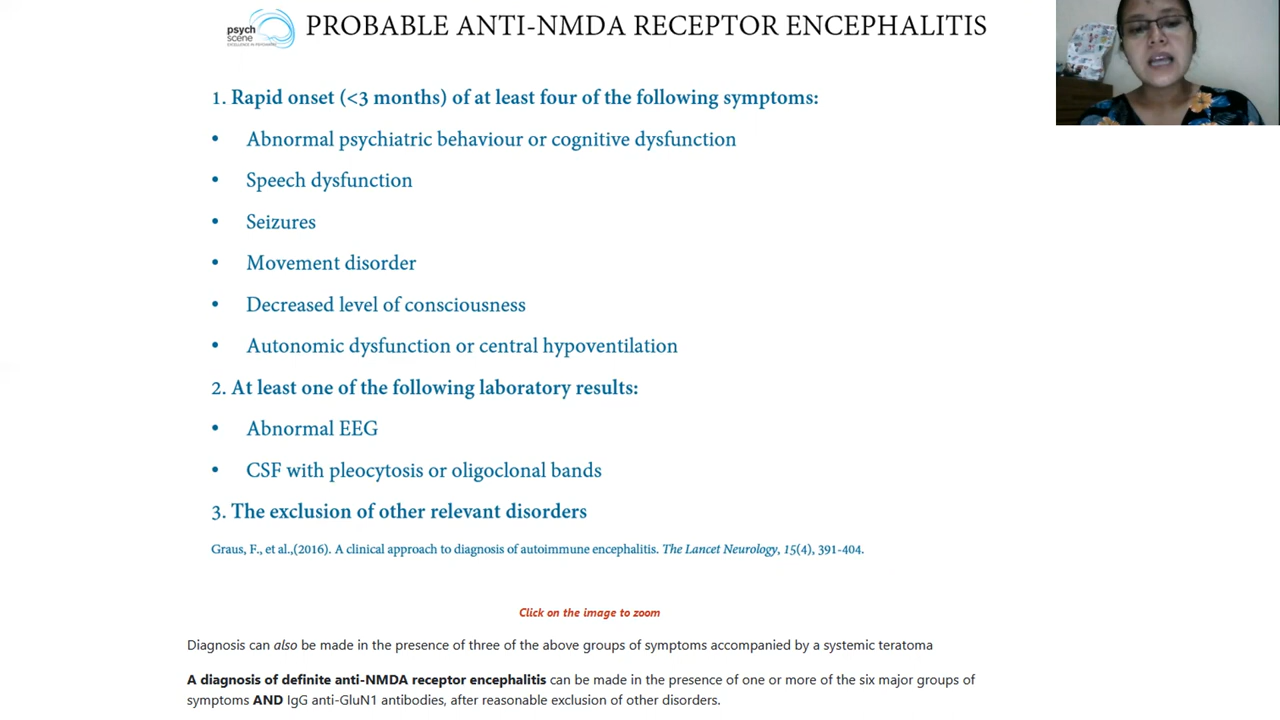 psych
scene
EXCELLENCE IN PSYCHIATRY
PROBABLE ANTI-NMDA RECEPTOR ENCEPHALITIS
1. Rapid onset (<3 months) of at least four of the following symptoms:
• Abnormal psychiatric behaviour or cognitive dysfunction
• Speech dysfunction
• Seizures
• Movement disorder
• Decreased level of consciousness
• Autonomic dysfunction or central hypoventilation
2. At least one of the following laboratory results:
• Abnormal EEG
• CSF with pleocytosis or oligoclonal bands
3. The exclusion of other relevant disorders
Graus, F., et al.,(2016). A clinical approach to diagnosis of autoimmune encephalitis. The Lancet Neurology, 15(4), 391-404.
Click on the image to zoom
Diagnosis can also be made in the presence of three of the above groups of symptoms accompanied by a systemic teratoma
A diagnosis of definite anti-NMDA receptor encephalitis can be made in the presence of one or more of the six major groups of
symptoms AND IgG anti-GluN1 antibodies, after reasonable exclusion of other disorders.